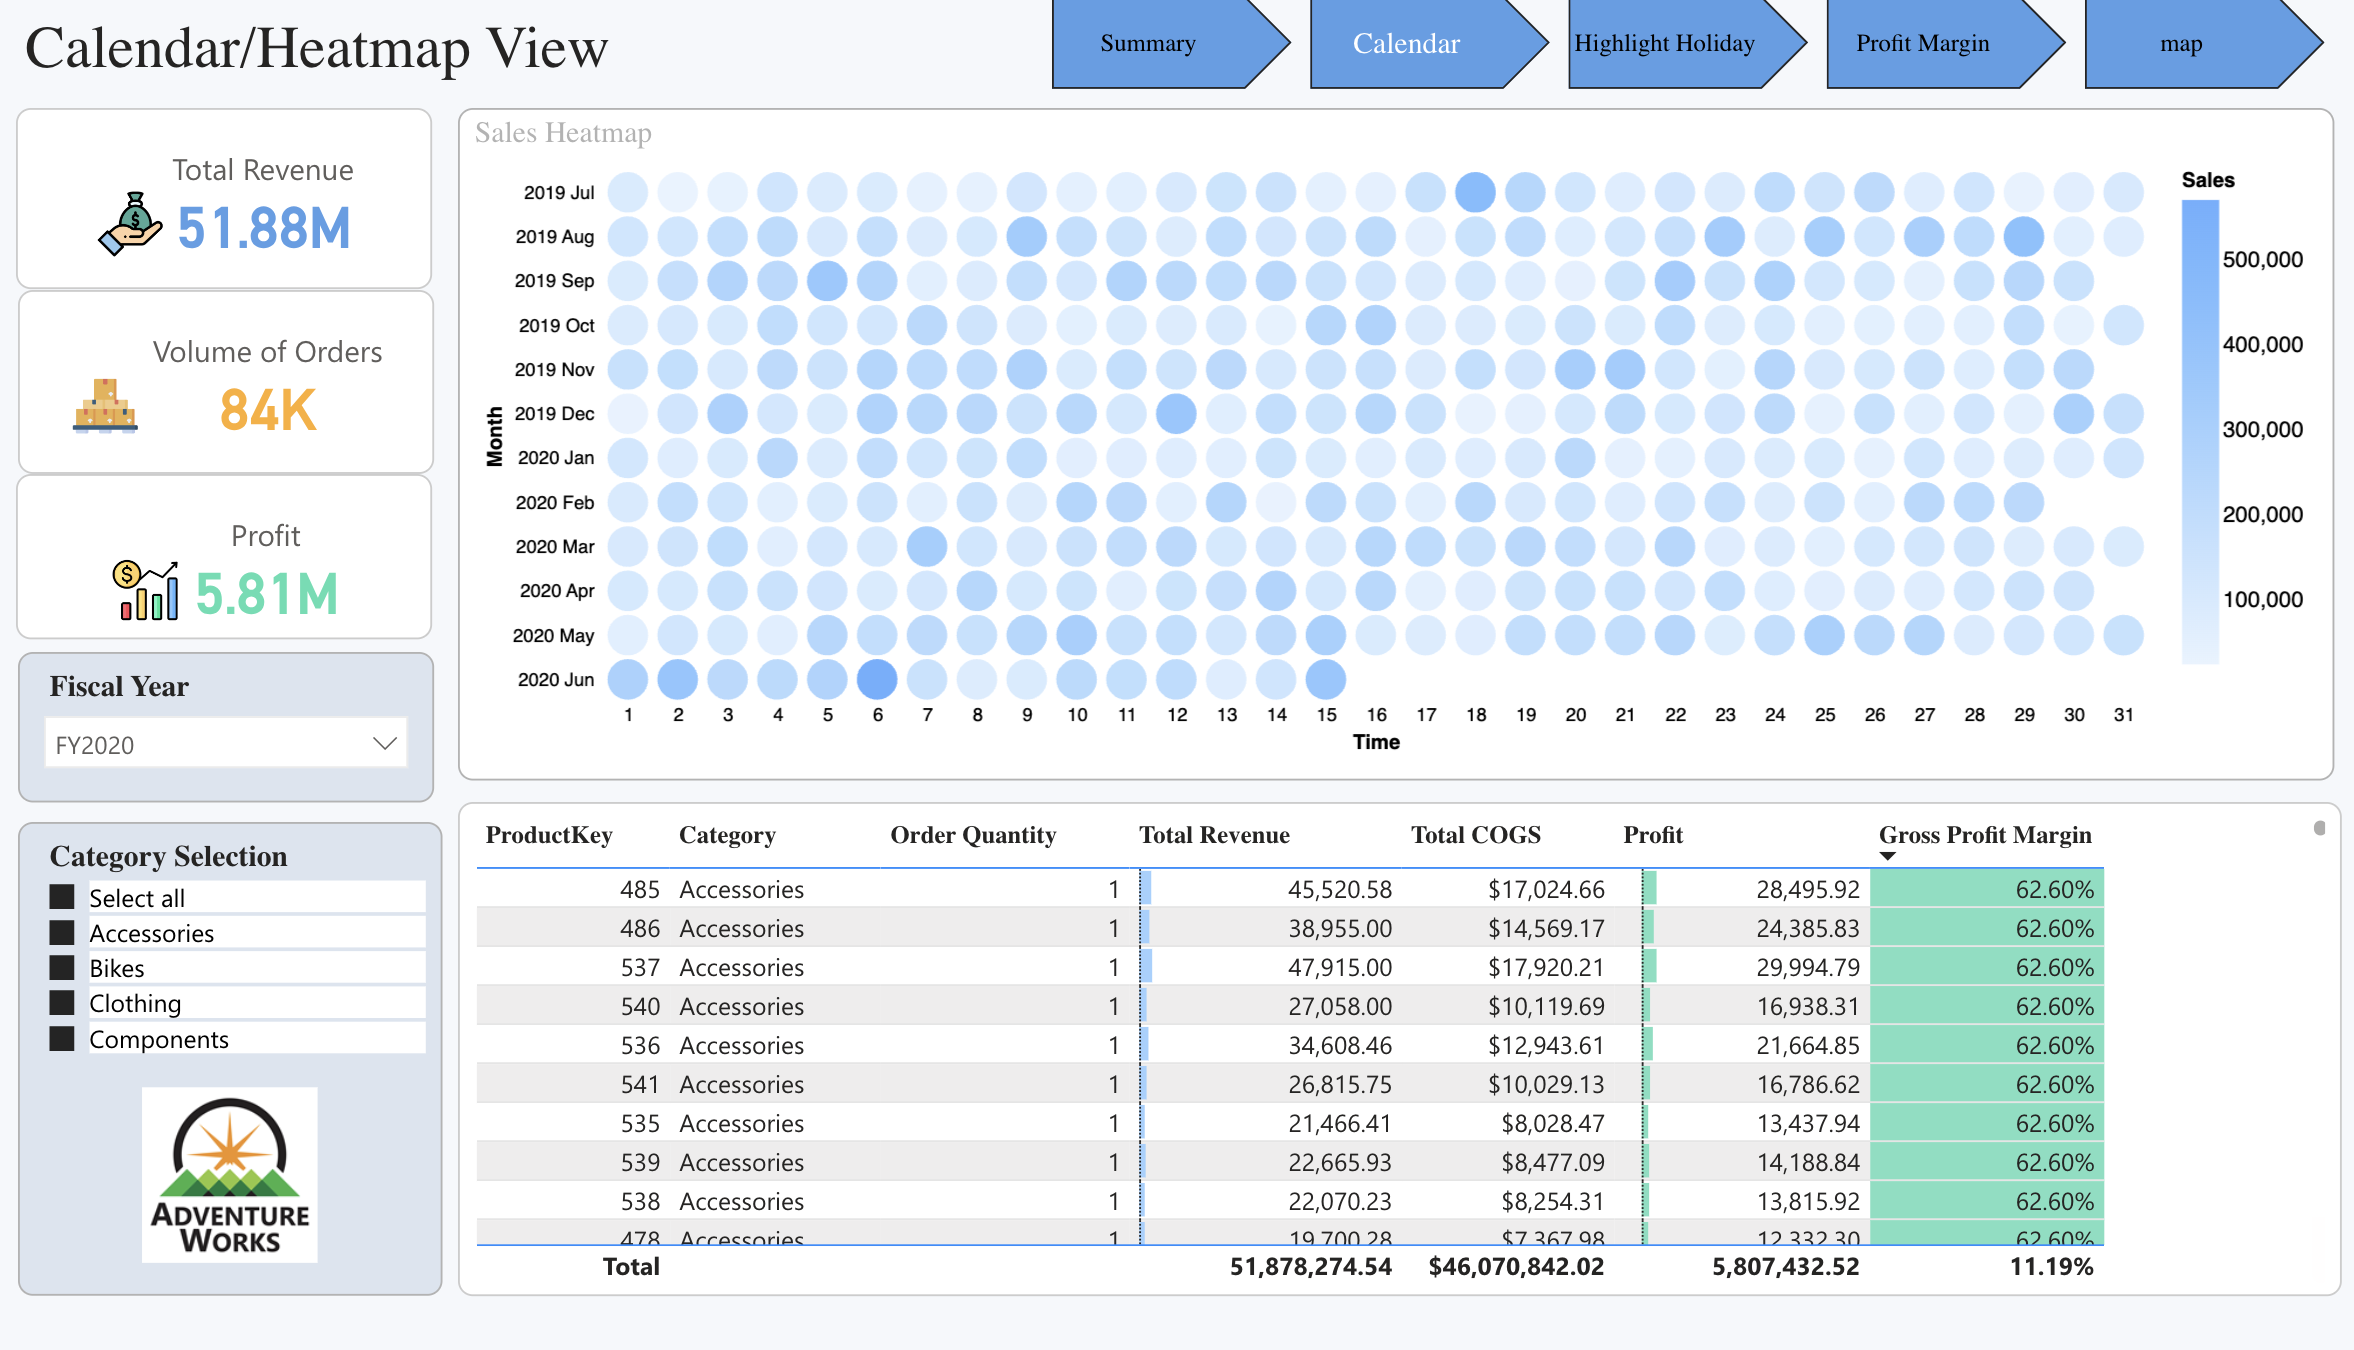 Calendar/Heatmap View
Summary
Calendar
Highlight Holiday
Profit Margin
map
Total Revenue
51.88M
Volume of Orders
84K
Profit
5.81M
Fiscal Year
FY2020
Category Selection
Select all
Accessories
Bikes
Clothing
Components
ADVENTURE
WORKS
Sales Heatmap
Month
2019 Jul
2019 Aug
2019 Sep
2019 Oct
2019 Nov
2019 Dec
2020 Jan
2020 Feb
2020 Mar
2020 Apr
2020 May
2020 Jun
1 2 3 4 5 6 7 8 9 10 11 12 13 14 15 16 17 18 19 20 21 22 23 24 25 26 27 28 29 30 31
Time
Sales
500,000
400,000
300,000
200,000
100,000
ProductKey Category Order Quantity Total Revenue Total COGS Profit Gross Profit Margin
485 Accessories 1 45,520.58 $17,024.66 28,495.92 62.60%
486 Accessories 1 38,955.00 $14,569.17 24,385.83 62.60%
537 Accessories 1 47,915.00 $17,920.21 29,994.79 62.60%
540 Accessories 1 27,058.00 $10,119.69 16,938.31 62.60%
536 Accessories 1 34,608.46 $12,943.61 21,664.85 62.60%
541 Accessories 1 26,815.75 $10,029.13 16,786.62 62.60%
535 Accessories 1 21,466.41 $8,028.47 13,437.94 62.60%
539 Accessories 1 22,665.93 $8,477.09 14,188.84 62.60%
538 Accessories 1 22,070.23 $8,254.31 13,815.92 62.60%
478 Accessories 1 19,700.28 $7,367.98 12,332.30 62.60%
Total 51,878,274.54 $46,070,842.02 5,807,432.52 11.19%